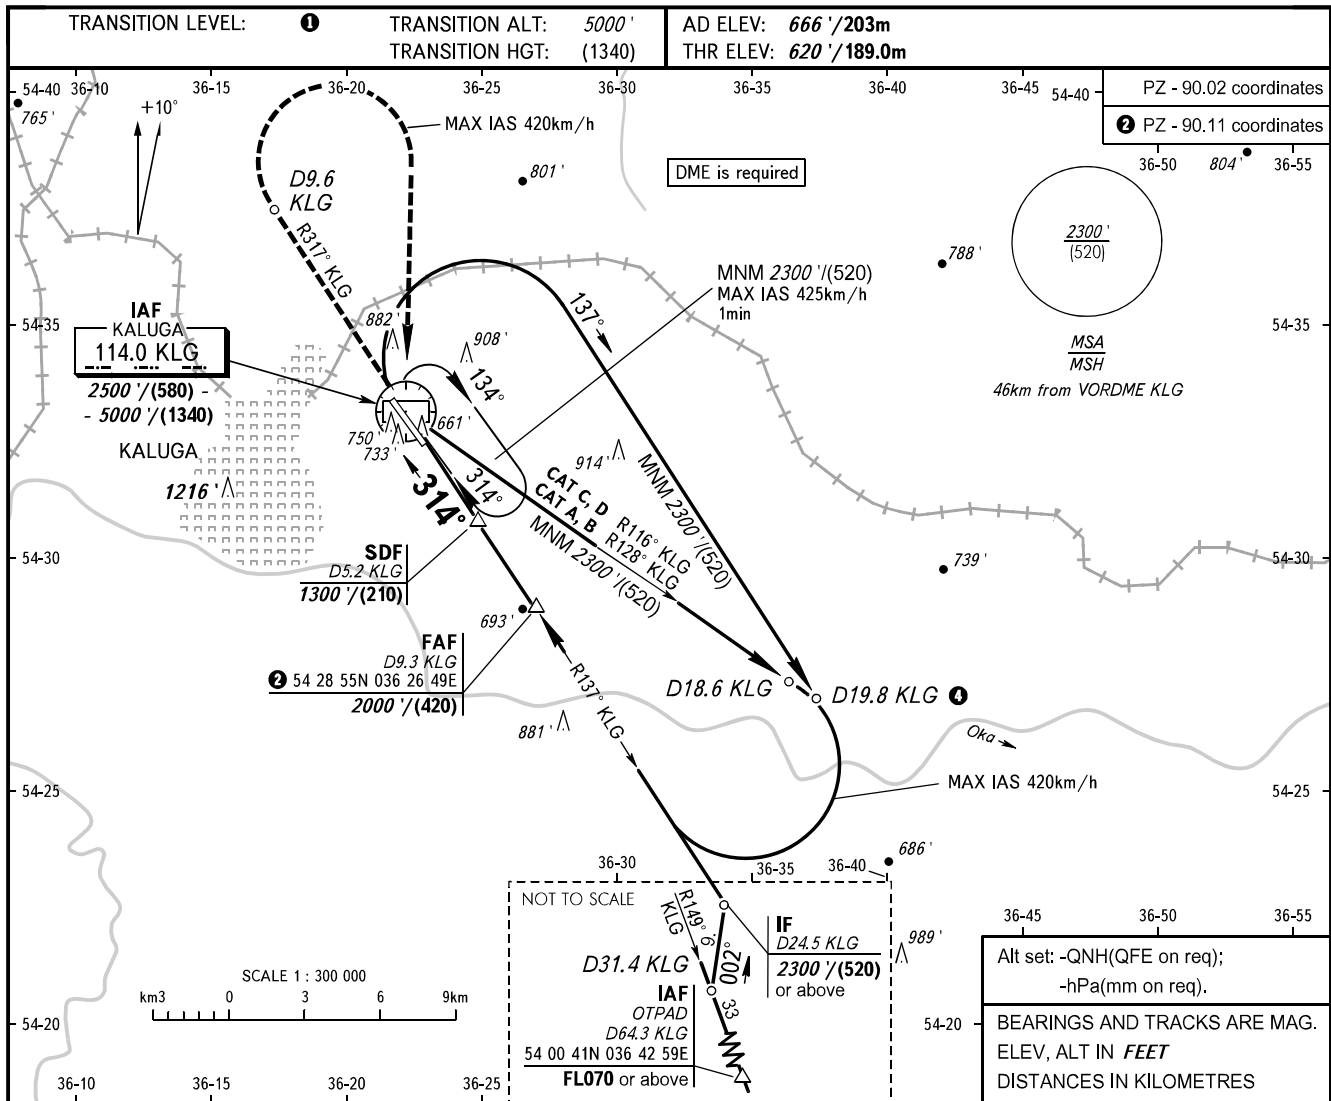 TRANSITION LEVEL: ❶
TRANSITION ALT: 5000 '
TRANSITION HGT: (1340)
AD ELEV: 666 '/203m
THR ELEV: 620 '/189.0m
54-40 36-10 36-15 36-20 36-25 36-30 36-35 36-40 36-45 54-40
PZ - 90.02 coordinates
❷ PZ - 90.11 coordinates
36-50 36-55
765 '
+10°
MAX IAS 420km/h
801 '
DME is required
804 '
D9.6
KLG
R317° KLG
2300 '
(520)
788 '
MSA
MSH
46km from VORDME KLG
MNM 2300 '/(520)
MAX IAS 425km/h
1min
137°
54-35
54-35
IAF
KALUGA
114.0 KLG
2500 '/(580) -
- 5000 '/(1340)
882 '
908 '
134°
661 '
750 '
733 '
KALUGA
1216 '
314°
314°
914 '
MNM 2300 '/(520)
CAT C, D R116° KLG
CAT A, B R128° KLG
MNM 2300 '/(520)
54-30
54-30
739 '
SDF
D5.2 KLG
1300 '/(210)
693 '
FAF
D9.3 KLG
❷ 54 28 55N 036 26 49E
2000 '/(420)
R137° KLG
881 '
D18.6 KLG
D19.8 KLG ❹
Oka
MAX IAS 420km/h
54-25
54-25
686 '
36-30 36-35 36-40
NOT TO SCALE
R149° KLG
6.9
002°
D31.4 KLG
IF
D24.5 KLG
2300 '/(520)
or above
989 '
33
IAF
OTPAD
D64.3 KLG
54 00 41N 036 42 59E
FL070 or above
36-45 36-50 36-55
SCALE 1 : 300 000
km3 0 3 6 9km
54-20
54-20
36-10 36-15 36-20 36-25
Alt set: -QNH(QFE on req);
-hPa(mm on req).
BEARINGS AND TRACKS ARE MAG.
ELEV, ALT IN FEET
DISTANCES IN KILOMETRES